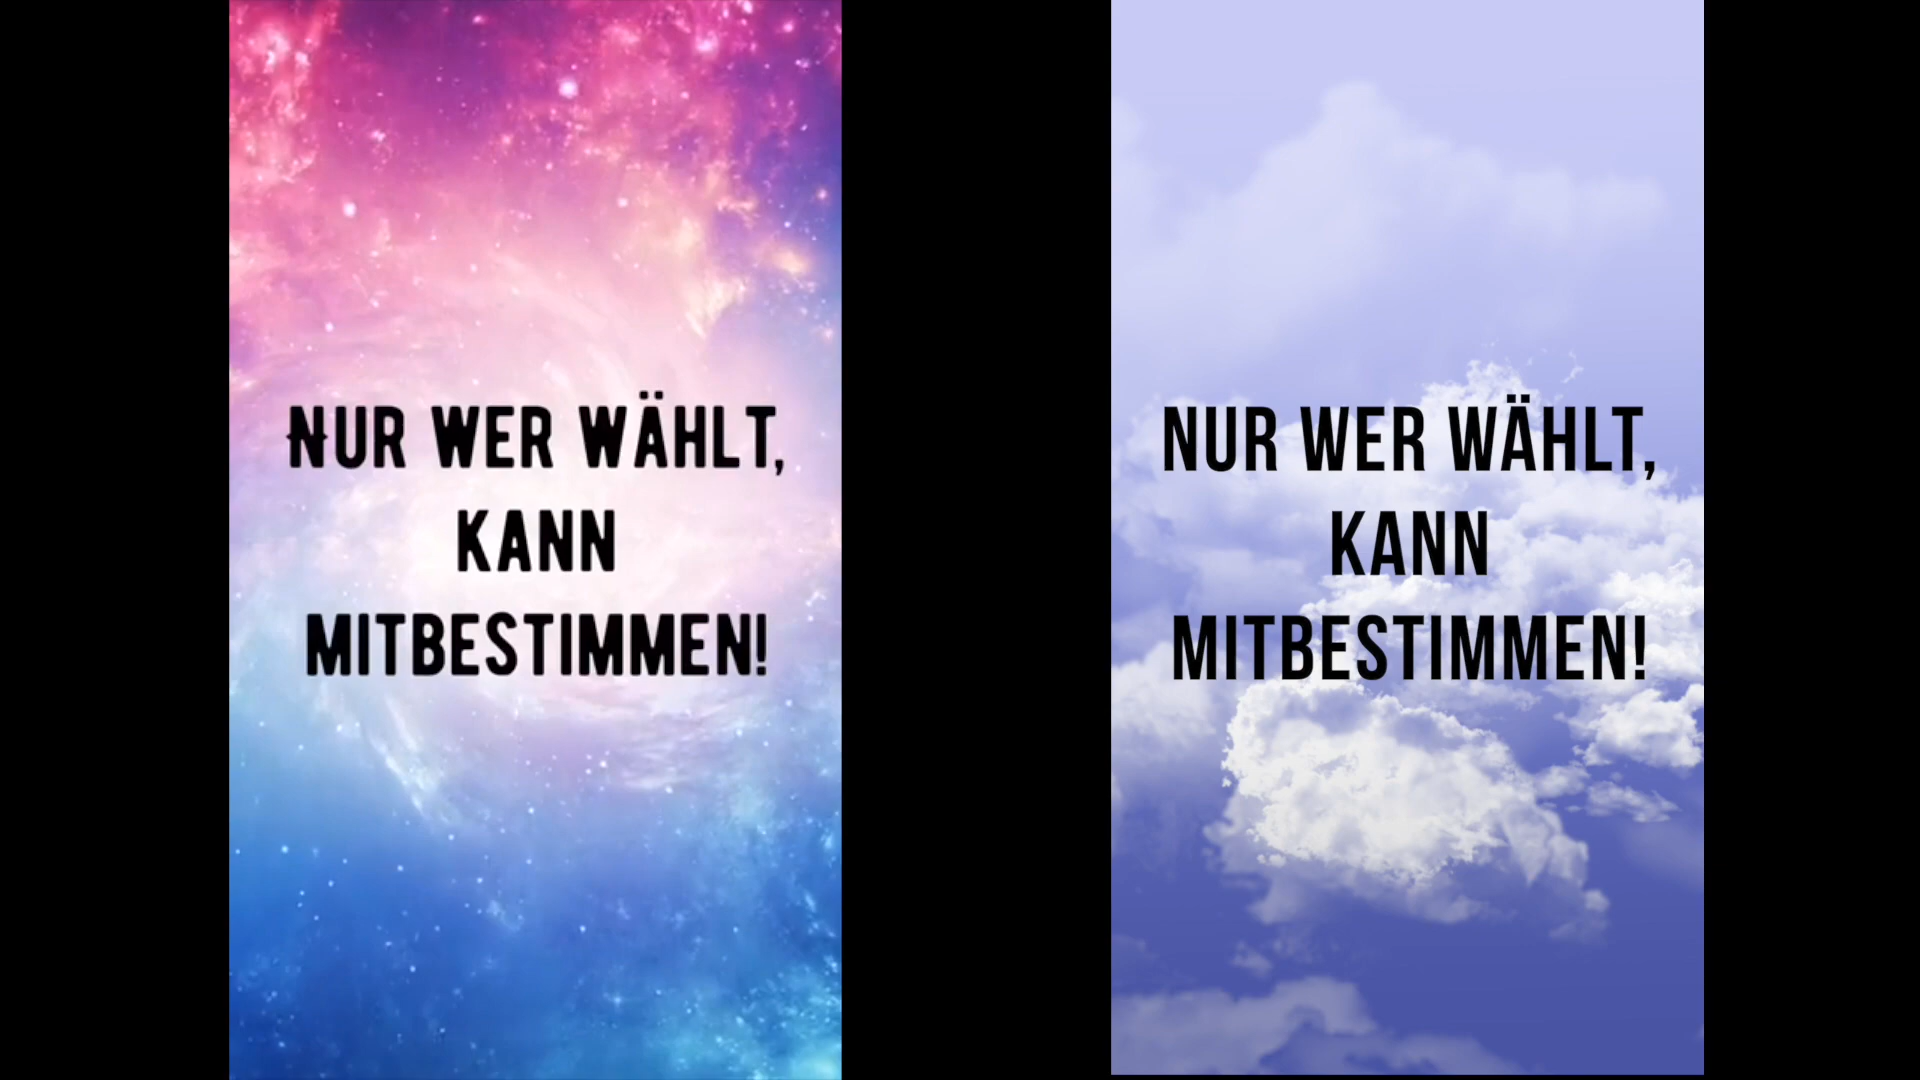 NUR WER WÄHLT,
KANN
MITBESTIMMEN!
NUR WER WÄHLT,
KANN
MITBESTIMMEN!